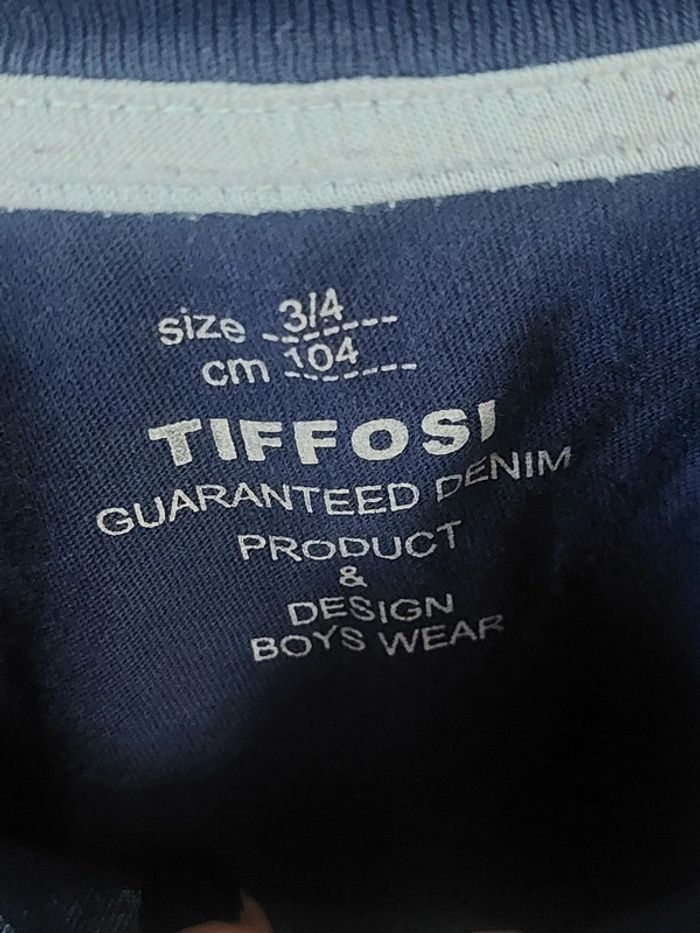 size 3/4
cm 104
TIFFOSI
GUARANTEED DENIM
PRODUCT
&
DESIGN
BOYS WEAR